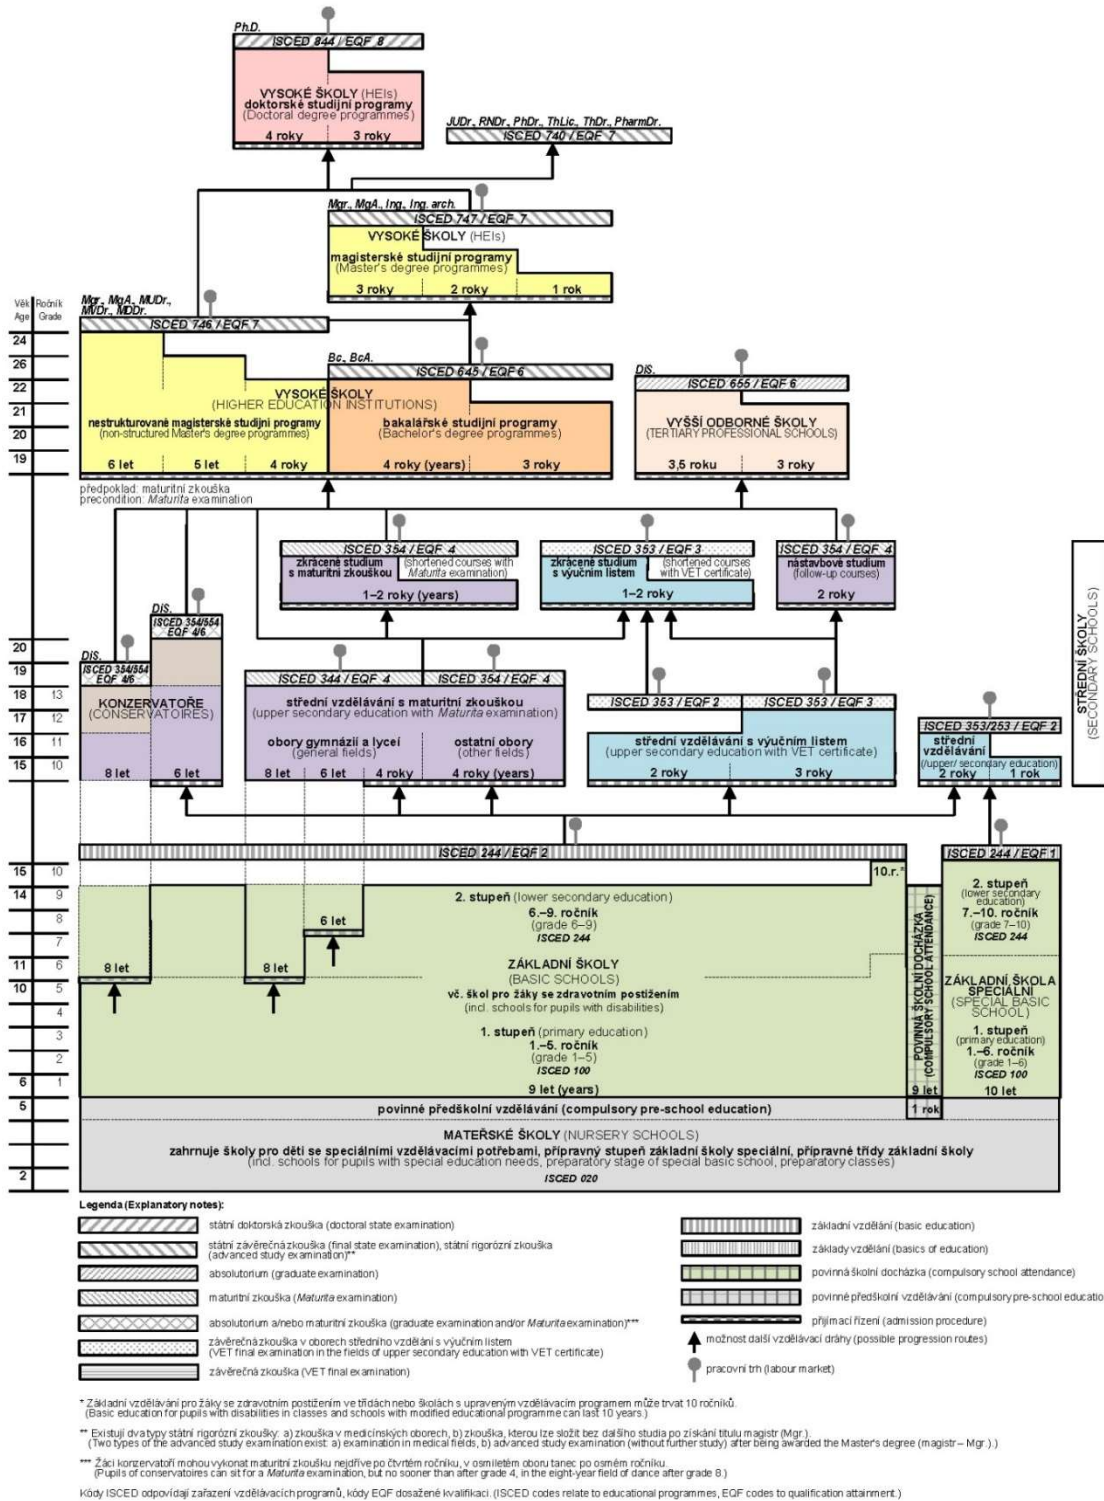 Ph.D.
ISCED 844 / EQF 8
VYSOKÉ ŠKOLY (HEIs)
doktorské studijní programy
(Doctoral degree programmes)
4 roky 3 roky
JUDr., RNDr., PhDr., ThLic., ThDr., PharmDr.
ISCED 740 / EQF 7
Mgr., MgA., Ing., Ing. arch.
ISCED 747 / EQF 7
VYSOKÉ ŠKOLY (HEIs)
magisterské studijní programy
(Master's degree programmes)
3 roky 2 roky 1 rok
Věk Ročník
Age Grade
Mgr., MgA., MUDr.,
MVDr., MDDr.
ISCED 746 / EQF 7
24
26
22
21
20
19
Bc., BcA.
ISCED 645 / EQF 6
VYSOKÉ ŠKOLY
(HIGHER EDUCATION INSTITUTIONS)
nestrukturované magisterské studijní programy
(non-structured Master's degree programmes)
6 let 5 let 4 roky
bakalářské studijní programy
(Bachelor's degree programmes)
4 roky (years) 3 roky
DiS.
ISCED 655 / EQF 6
VYŠŠÍ ODBORNÉ ŠKOLY
(TERTIARY PROFESSIONAL SCHOOLS)
3,5 roku 3 roky
předpoklad: maturitní zkouška
precondition: Maturita examination
ISCED 354 / EQF 4
zkrácené studium
s maturitní zkouškou
(shortened courses with
Maturita examination)
1–2 roky (years)
ISCED 353 / EQF 3
zkrácené studium
s výučním listem
(shortened courses
with VET certificate)
1–2 roky
ISCED 354 / EQF 4
nástavbové studium
(follow-up courses)
2 roky
STŘEDNÍ ŠKOLY
(SECONDARY SCHOOLS)
20
19
18 13
17 12
16 11
15 10
DiS.
ISCED 354/554
EQF 4/6
DiS.
ISCED 354/554
EQF 4/6
KONZERVATOŘE
(CONSERVATOIRES)
8 let 6 let
ISCED 344 / EQF 4
ISCED 354 / EQF 4
střední vzdělávání s maturitní zkouškou
(upper secondary education with Maturita examination)
obory gymnázií a lyceí
(general fields)
ostatní obory
(other fields)
8 let 6 let 4 roky 4 roky (years)
ISCED 353 / EQF 2
ISCED 353 / EQF 3
střední vzdělávání s výučním listem
(upper secondary education with VET certificate)
2 roky 3 roky
ISCED 353/253 / EQF 2
střední
vzdělávání
(/upper/ secondary education)
2 roky 1 rok
ISCED 244 / EQF 2
ISCED 244 / EQF 1
15 10
14 9
8
7
11 6
10 5
4
3
2
6 1
5
2
10.r.*
2. stupeň (lower secondary education)
6.–9. ročník
(grade 6–9)
ISCED 244
6 let
8 let
8 let
ZÁKLADNÍ ŠKOLY
(BASIC SCHOOLS)
vč. škol pro žáky se zdravotním postižením
(incl. schools for pupils with disabilities)
1. stupeň (primary education)
1.–5. ročník
(grade 1–5)
ISCED 100
9 let (years)
POVINNÁ ŠKOLNÍ DOCHÁZKA
(COMPULSORY SCHOOL ATTENDANCE)
9 let
1 rok
2. stupeň
(lower secondary
education)
7.–10. ročník
(grade 7–10)
ISCED 244
ZÁKLADNÍ ŠKOLA
SPECIÁLNÍ
(SPECIAL BASIC
SCHOOL)
1. stupeň
(primary education)
1.–6. ročník
(grade 1–6)
ISCED 100
10 let
povinné předškolní vzdělávání (compulsory pre-school education)
MATEŘSKÉ ŠKOLY (NURSERY SCHOOLS)
zahrnuje školy pro děti se speciálními vzdělávacími potřebami, přípravný stupeň základní školy speciální, přípravné třídy základní školy
(incl. schools for pupils with special education needs, preparatory stage of special basic school, preparatory classes)
ISCED 020
Legenda (Explanatory notes):
státní doktorská zkouška (doctoral state examination)
státní závěrečná zkouška (final state examination), státní rigorózní zkouška
(advanced study examination)**
absolutorium (graduate examination)
maturitní zkouška (Maturita examination)
absolutorium a/nebo maturitní zkouška (graduate examination and/or Maturita examination)***
závěrečná zkouška v oborech středního vzdělání s výučním listem
(VET final examination in the fields of upper secondary education with VET certificate)
závěrečná zkouška (VET final examination)
základní vzdělání (basic education)
základy vzdělání (basics of education)
povinná školní docházka (compulsory school attendance)
povinné předškolní vzdělávání (compulsory pre-school educatio
přijímací řízení (admission procedure)
možnost další vzdělávací dráhy (possible progression routes)
pracovní trh (labour market)
* Základní vzdělávání pro žáky se zdravotním postižením ve třídách nebo školách s upraveným vzdělávacím programem může trvat 10 ročníků.
(Basic education for pupils with disabilities in classes and schools with modified educational programme can last 10 years.)
** Existují dva typy státní rigorózní zkoušky: a) zkouška v medicínských oborech, b) zkouška, kterou lze složit bez dalšího studia po získání titulu magistr (Mgr.).
(Two types of the advanced study examination exist: a) examination in medical fields, b) advanced study examination (without further study) after being awarded the Master's degree (magistr – Mgr.).)
*** Žáci konzervatoří mohou vykonat maturitní zkoušku nejdříve po čtvrtém ročníku, v osmiletém oboru tanec po osmém ročníku.
(Pupils of conservatoires can sit for a Maturita examination, but no sooner than after grade 4, in the eight-year field of dance after grade 8.)
Kódy ISCED odpovídají zařazení vzdělávacích programů, kódy EQF dosažené kvalifikaci. (ISCED codes relate to educational programmes, EQF codes to qualification attainment.)